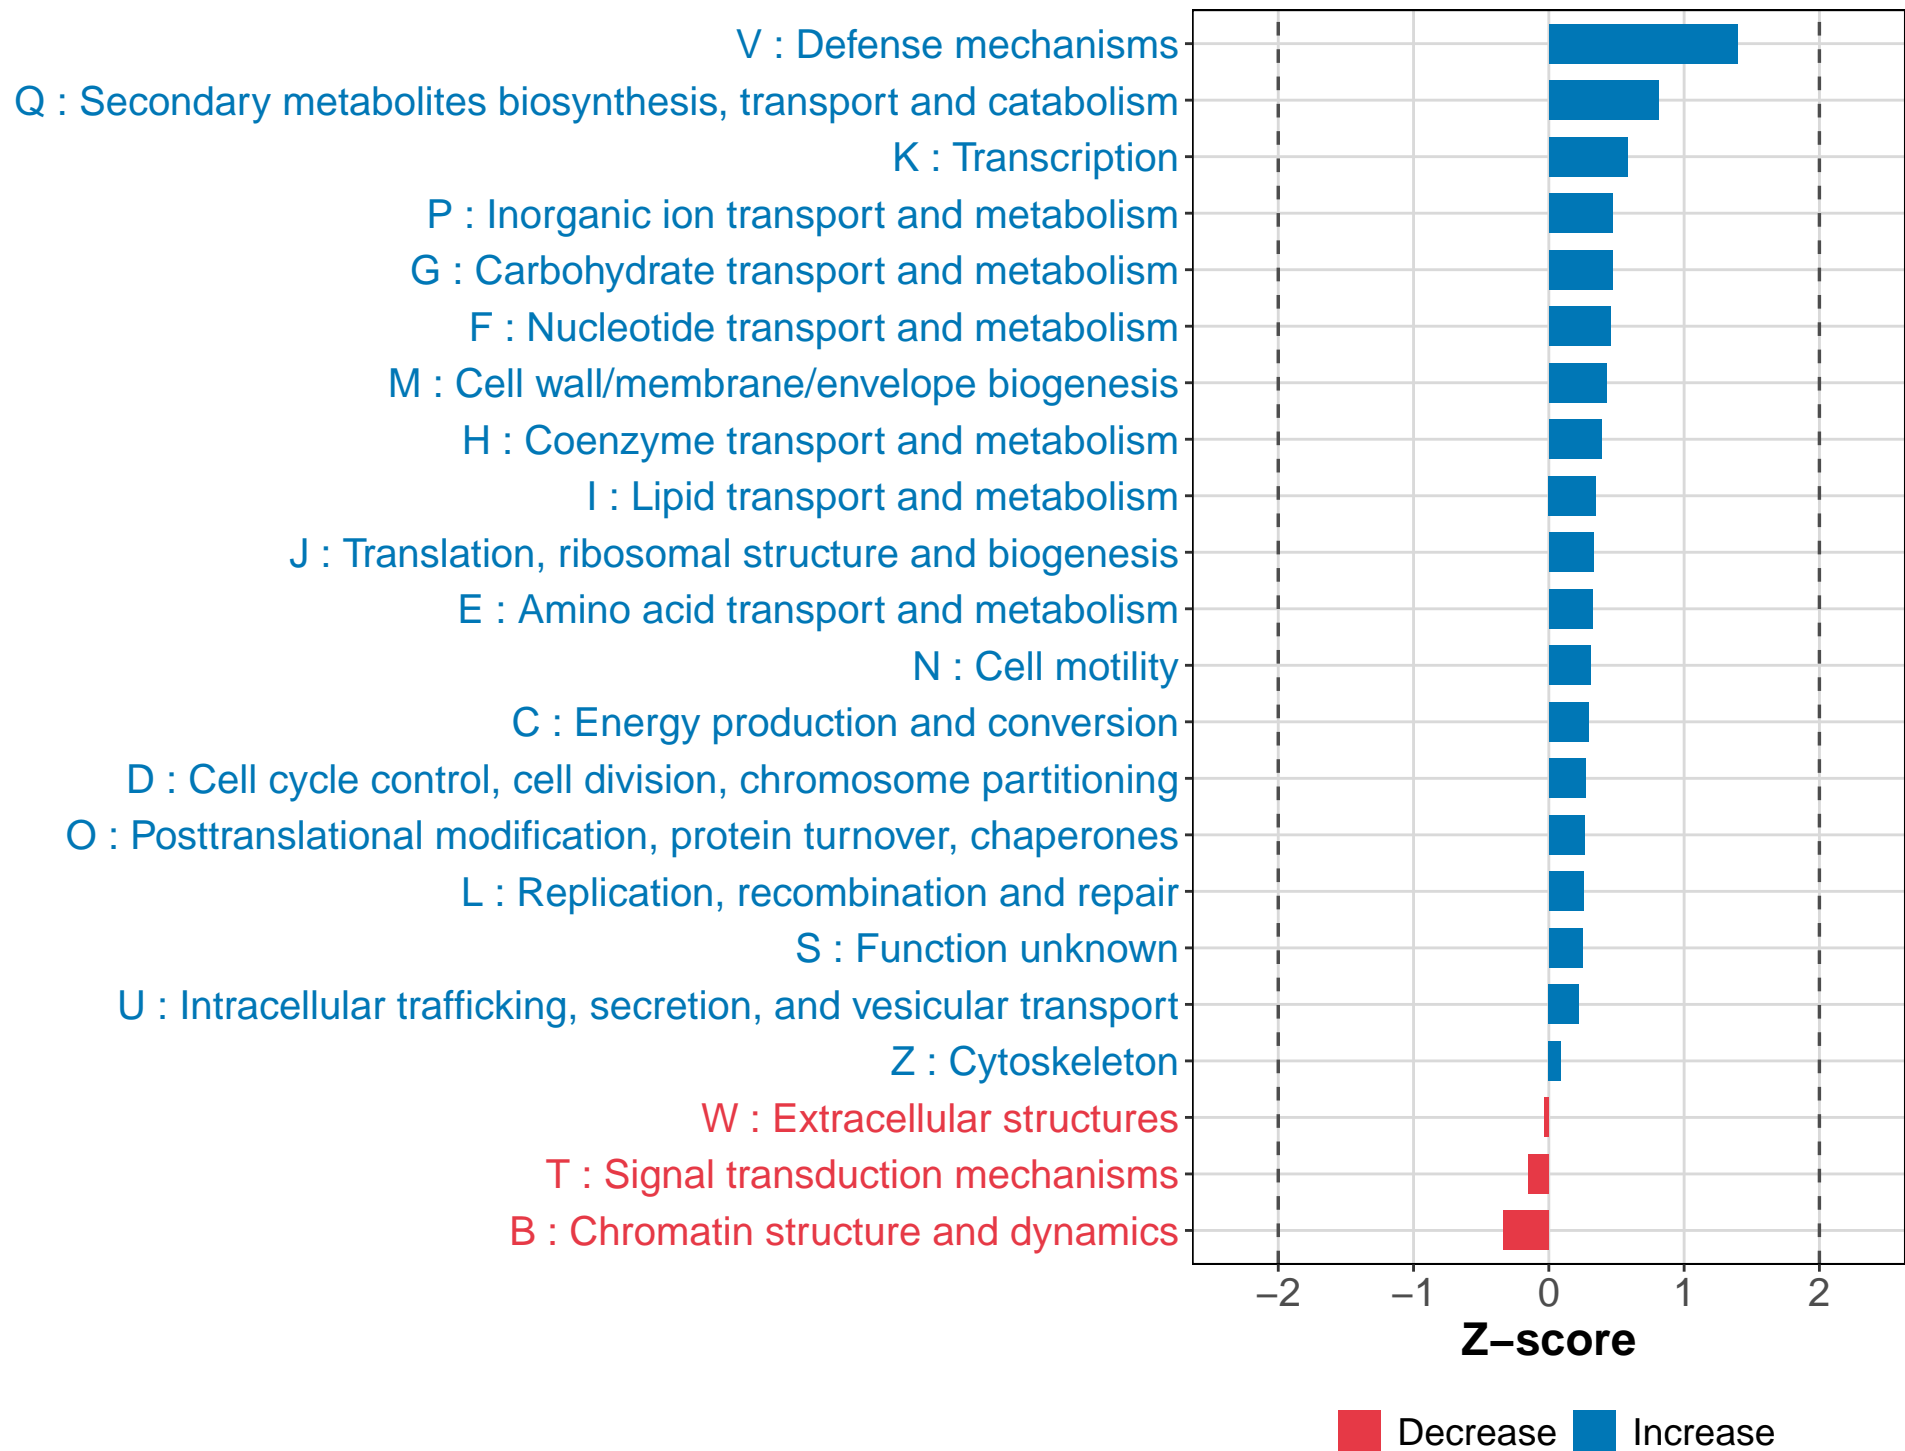 V : Defense mechanisms
Q : Secondary metabolites biosynthesis, transport and catabolism
K : Transcription
P : Inorganic ion transport and metabolism
G : Carbohydrate transport and metabolism
F : Nucleotide transport and metabolism
M : Cell wall/membrane/envelope biogenesis
H : Coenzyme transport and metabolism
I : Lipid transport and metabolism
J : Translation, ribosomal structure and biogenesis
E : Amino acid transport and metabolism
N : Cell motility
C : Energy production and conversion
D : Cell cycle control, cell division, chromosome partitioning
O : Posttranslational modification, protein turnover, chaperones
L : Replication, recombination and repair
S : Function unknown
U : Intracellular trafficking, secretion, and vesicular transport
Z : Cytoskeleton
W : Extracellular structures
T : Signal transduction mechanisms
B : Chromatin structure and dynamics
−2 −1 0 1 2
Z−score
Decrease Increase